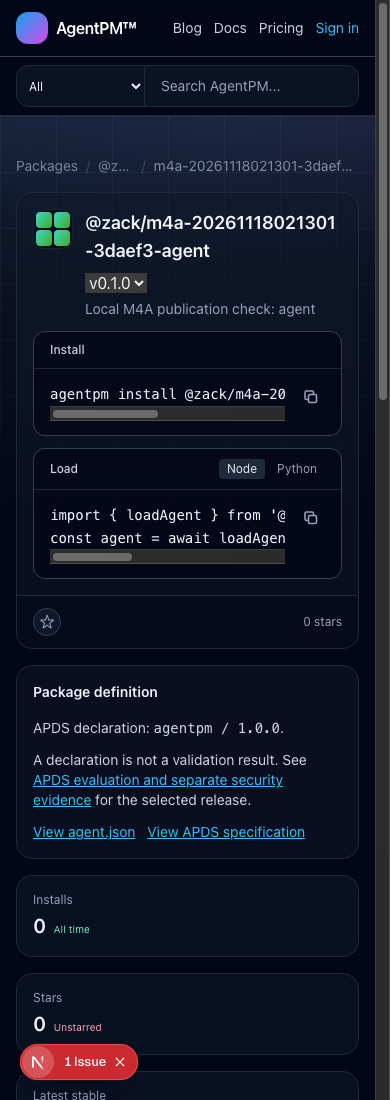 AgentPM™ Blog Docs Pricing Sign in
All Search AgentPM...
Packages / @z... / m4a-20261118021301-3daef...
@zack/m4a-20261118021301
-3daef3-agent
v0.1.0
Local M4A publication check: agent
Install
agentpm install @zack/m4a-20
Load Node Python
import { loadAgent } from '@
const agent = await loadAgen
0 stars
Package definition
APDS declaration: agentpm / 1.0.0.
A declaration is not a validation result. See
APDS evaluation and separate security
evidence for the selected release.
View agent.json View APDS specification
Installs
0 All time
Stars
0 Unstarred
N 1 Issue
Latest stable